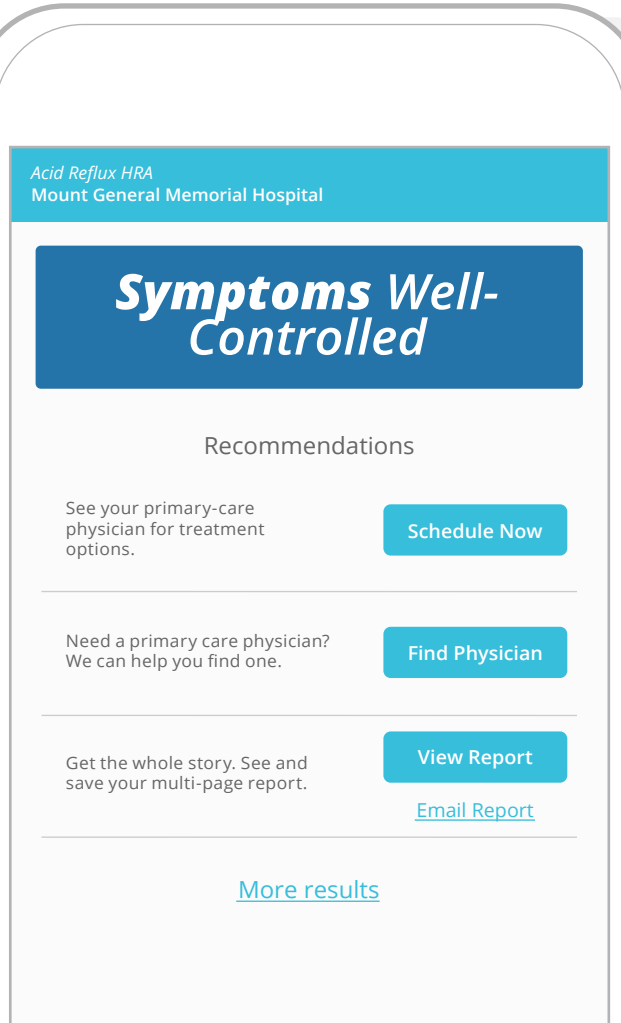 Acid Reflux HRA
Mount General Memorial Hospital
Symptoms Well-
Controlled
Recommendations
See your primary-care
physician for treatment
options.
Schedule Now
Need a primary care physician?
We can help you find one.
Find Physician
Get the whole story. See and
save your multi-page report.
View Report
Email Report
More results